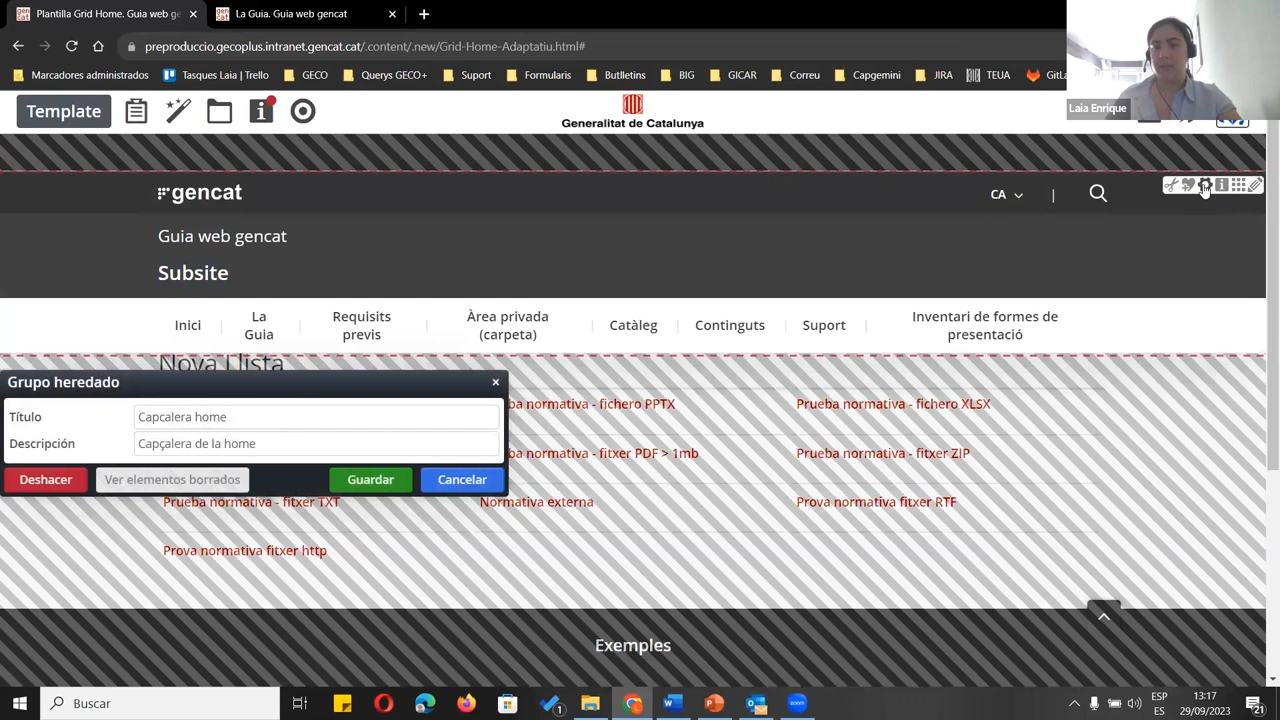 Plantilla Grid Home. Guia web ge
La Guia. Guia web gencat
preproduccio.gecoplus.intranet.gencat.cat/.content/.new/Grid-Home-Adaptatiu.html#
Marcadores administrados
Tasques Laia | Trello
GECO
Querys GECO+
Suport
Formularis
Butlletins
BIG
GICAR
Correu
Capgemini
JIRA
TEUA
Laia Enrique
Template
Generalitat de Catalunya
gencat
CA
Guia web gencat
Subsite
Inici
La Guia
Requisits previs
Àrea privada (carpeta)
Catàleg
Continguts
Suport
Inventari de formes de presentació
Nova Llista
Grupo heredado
Título
Capcalera home
Descripción
Capçalera de la home
Deshacer
Ver elementos borrados
Guardar
Cancelar
ba normativa - fichero PPTX
Prueba normativa - fichero XLSX
ba normativa - fitxer PDF > 1mb
Prueba normativa - fitxer ZIP
Prueba normativa - fitxer TXT
Normativa externa
Prova normativa fitxer RTF
Prova normativa fitxer http
Exemples
Buscar
1
ESP
ES
13:17
29/09/2023
21